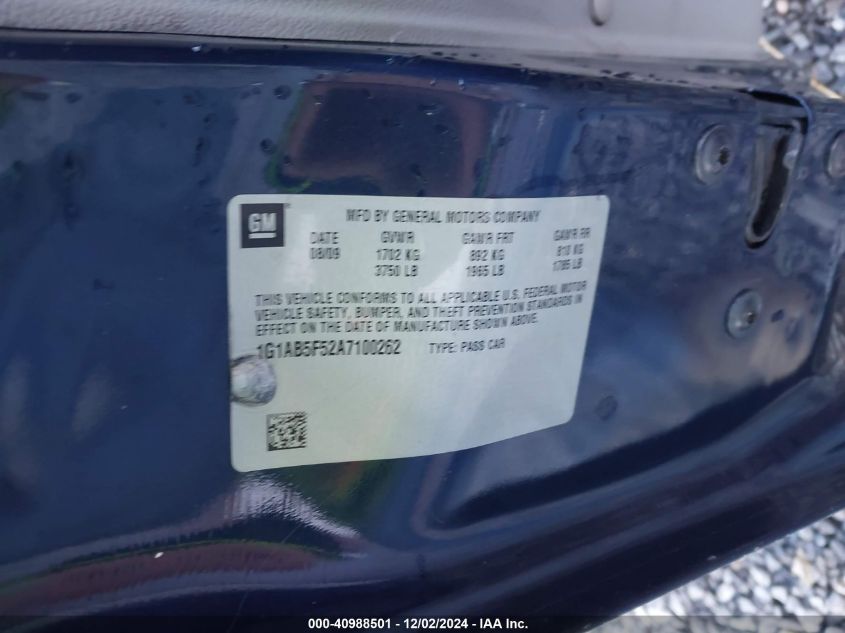 GM
MFD BY GENERAL MOTORS COMPANY
DATE GVWR GAWR FRT GAWR RR
08/09 1702 KG 892 KG 810 KG
3750 LB 1965 LB 1785 LB
THIS VEHICLE CONFORMS TO ALL APPLICABLE U.S. FEDERAL MOTOR
VEHICLE SAFETY, BUMPER, AND THEFT PREVENTION STANDARDS IN
EFFECT ON THE DATE OF MANUFACTURE SHOWN ABOVE.
1G1AB5F52A7100262 TYPE: PASS CAR
000-40988501 - 12/02/2024 - IAA Inc.